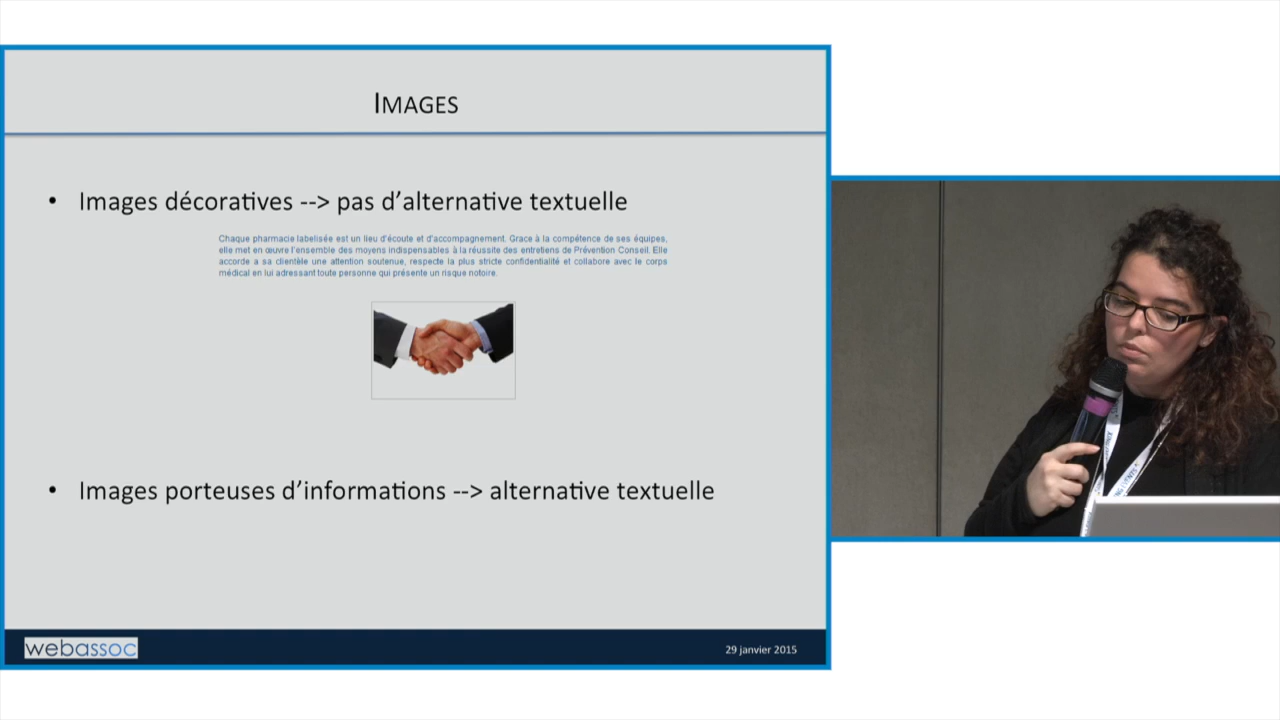 IMAGES
• Images décoratives --> pas d’alternative textuelle
Chaque pharmacie labelisée est un lieu d'écoute et d'accompagnement. Grace à la compétence de ses équipes,
elle met en œuvre l'ensemble des moyens indispensables à la réussite des entretiens de Prévention Conseil. Elle
accorde a sa clientèle une attention soutenue, respecte la plus stricte confidentialité et collabore avec le corps
médical en lui adressant toute personne qui présente un risque notoire.
• Images porteuses d’informations --> alternative textuelle
webassoc
29 janvier 2015